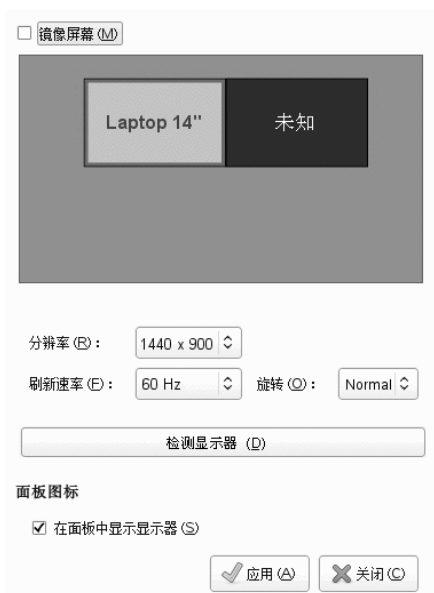 镜像屏幕 (M)
Laptop 14" 未知
分辨率 (R)： 1440 x 900
刷新速率 (F)： 60 Hz 旋转 (O)： Normal
检测显示器 (D)
面板图标
在面板中显示显示器 (S)
应用 (A) 关闭 (C)